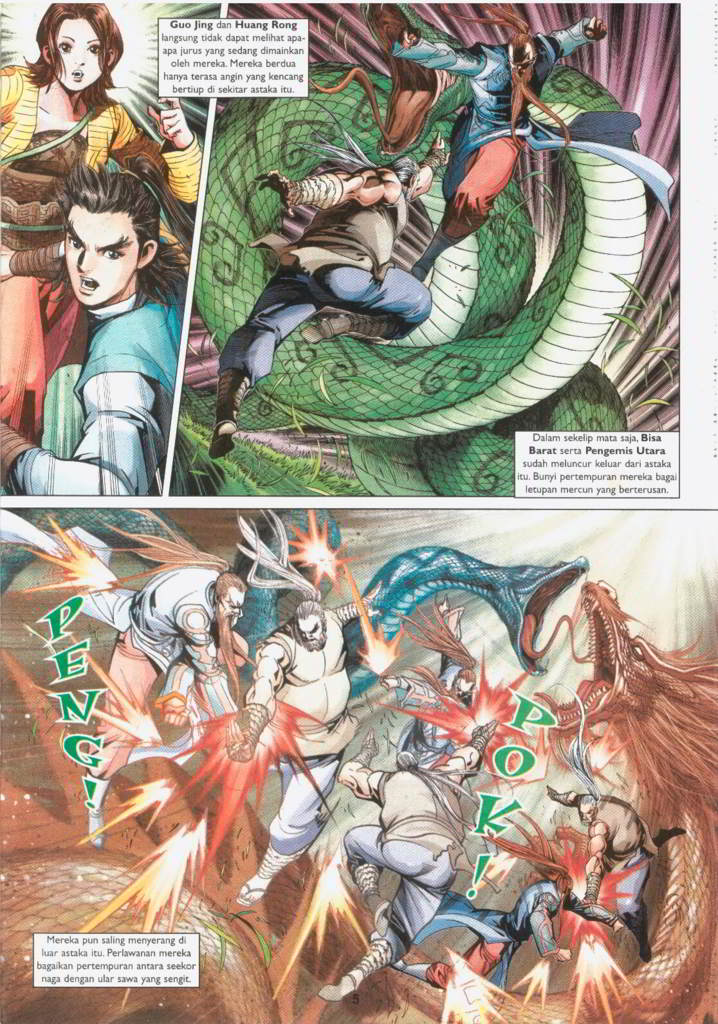 Guo Jing dan Huang Rong
langsung tidak dapat melihat apa-
apa jurus yang sedang dimainkan
oleh mereka. Mereka berdua
hanya terasa angin yang kencang
bertiup di sekitar astaka itu.
Dalam sekelip mata saja, Bisa
Barat serta Pengemis Utara
sudah meluncur keluar dari astaka
itu. Bunyi pertempuran mereka bagai
letupan mercun yang berterusan.
PENG!
POK!
Mereka pun saling menyerang di
luar astaka itu. Perlawanan mereka
bagaikan pertempuran antara seekor
naga dengan ular sawa yang sengit.
5